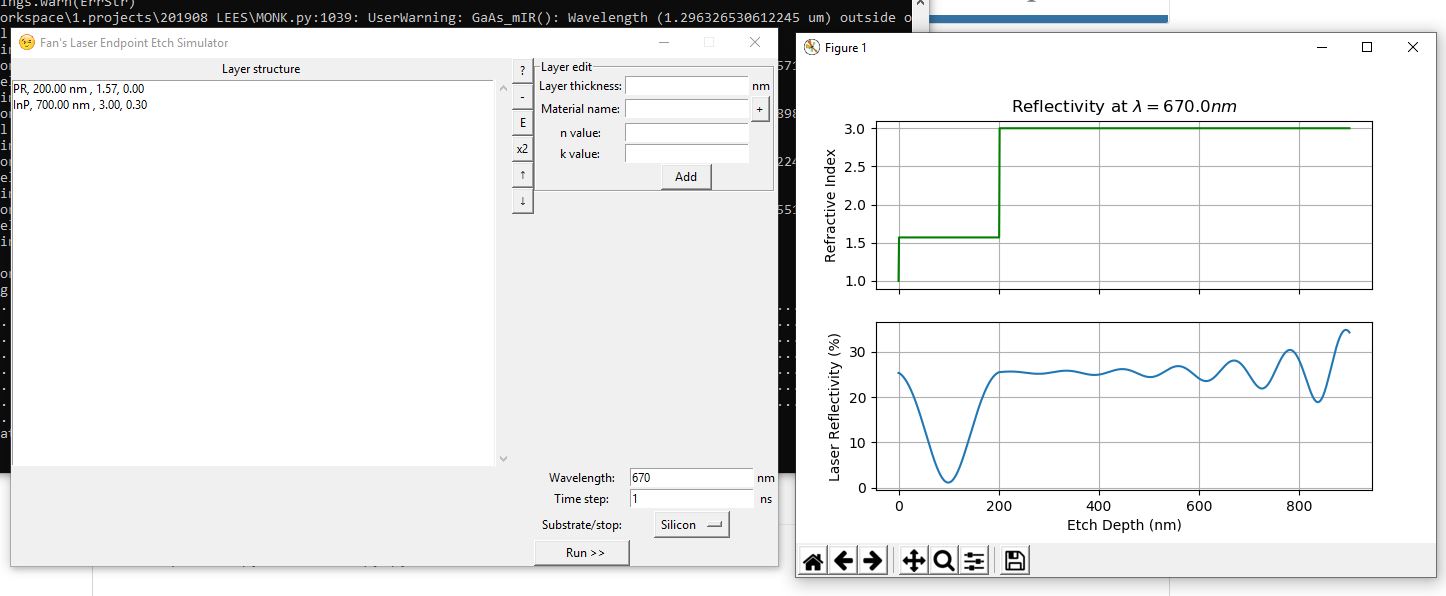 ings.warn(ErrStr)
orkspace\1.projects\201908 LEES\MONK.py:1039: UserWarning: GaAs_mIR(): Wavelength (1.296326530612245 um) outside o
Fan's Laser Endpoint Etch Simulator
Layer structure
PR, 200.00 nm , 1.57, 0.00
InP, 700.00 nm , 3.00, 0.30
?
-
E
x2
↑
↓
Layer edit
Layer thickness:
nm
Material name:
+
n value:
k value:
Add
Wavelength:
670
nm
Time step:
1
ns
Substrate/stop:
Silicon
Run >>
Figure 1
Reflectivity at λ = 670.0nm
Refractive Index
3.0
2.5
2.0
1.5
1.0
Laser Reflectivity (%)
30
20
10
0
0 200 400 600 800
Etch Depth (nm)